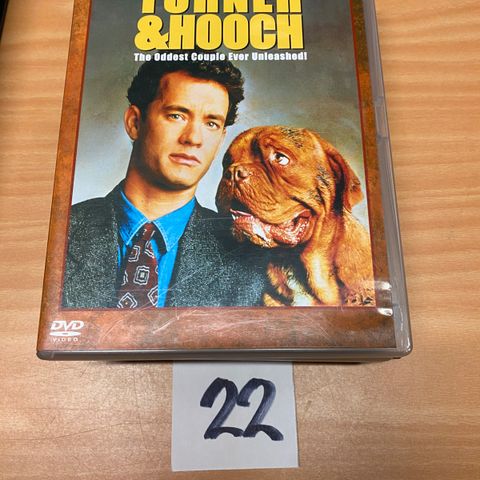 TURNER
&HOOCH
The Oddest Couple Ever Unleashed!
DVD
VIDEO
22